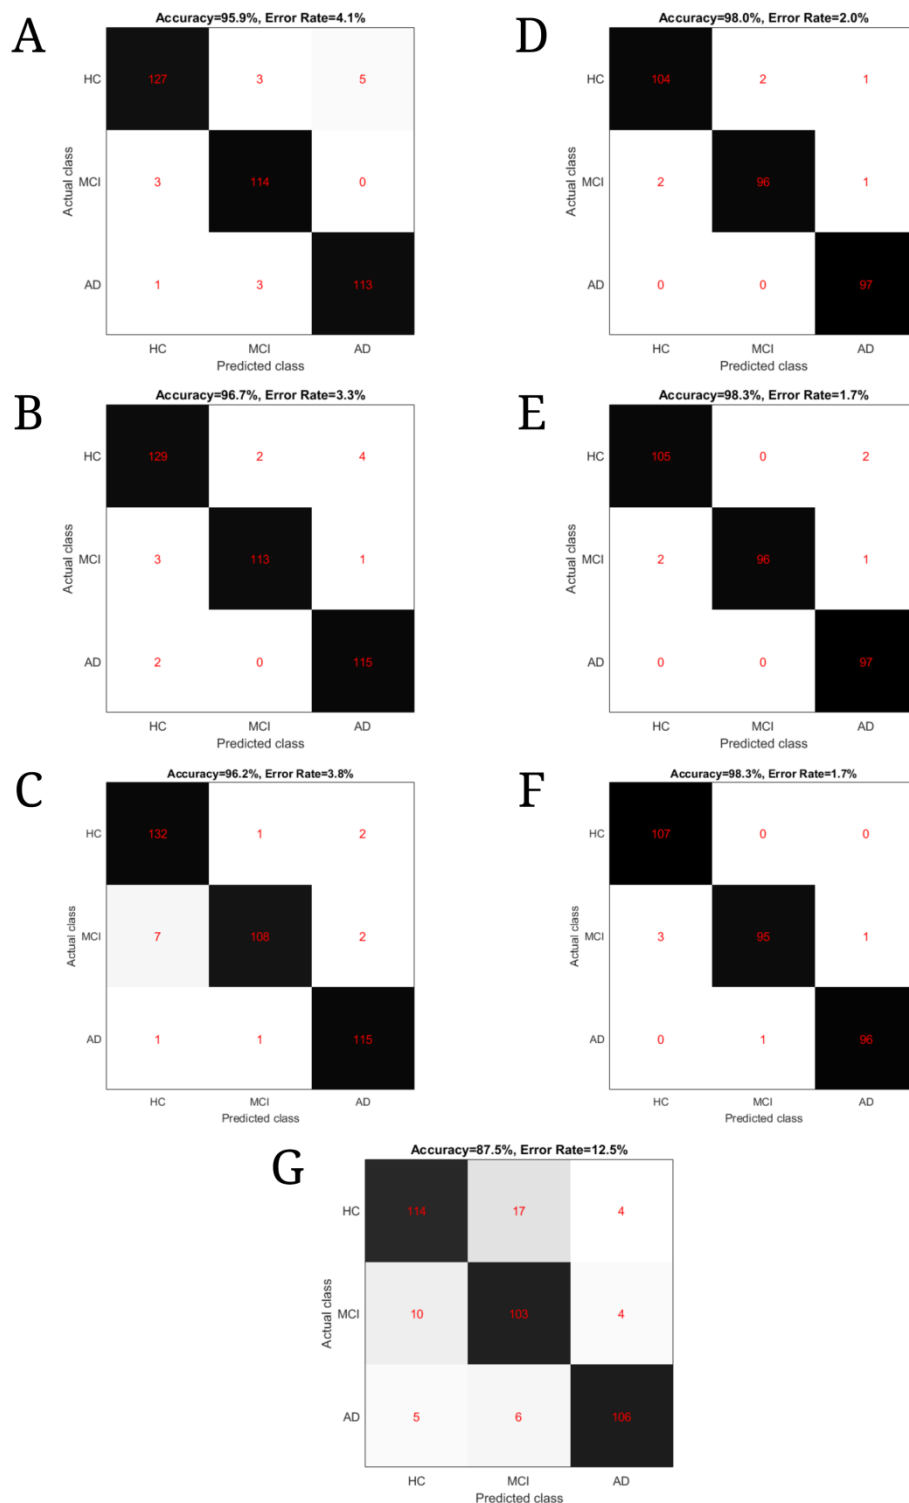 A
Accuracy=95.9%, Error Rate=4.1%
HC 127 3 5
MCI 3 114 0
AD 1 3 113
Actual class
HC MCI AD
Predicted class
D
Accuracy=98.0%, Error Rate=2.0%
HC 104 2 1
MCI 2 96 1
AD 0 0 97
Actual class
HC MCI AD
Predicted class
B
Accuracy=96.7%, Error Rate=3.3%
HC 129 2 4
MCI 3 113 1
AD 2 0 115
Actual class
HC MCI AD
Predicted class
E
Accuracy=98.3%, Error Rate=1.7%
HC 105 0 2
MCI 2 96 1
AD 0 0 97
Actual class
HC MCI AD
Predicted class
C
Accuracy=96.2%, Error Rate=3.8%
HC 132 1 2
MCI 7 108 2
AD 1 1 115
Actual class
HC MCI AD
Predicted class
F
Accuracy=98.3%, Error Rate=1.7%
HC 107 0 0
MCI 3 95 1
AD 0 1 96
Actual class
HC MCI AD
Predicted class
G
Accuracy=87.5%, Error Rate=12.5%
HC 114 17 4
MCI 10 103 4
AD 5 6 106
Actual class
HC MCI AD
Predicted class